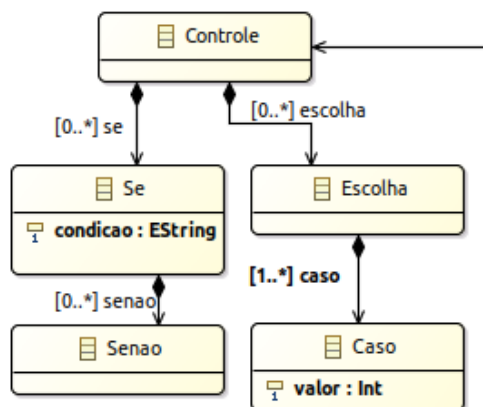 Controle
[0..*] se
[0..*] escolha
Se
condicao : EString
Escolha
[0..*] senao
[1..*] caso
Senao
Caso
valor : Int